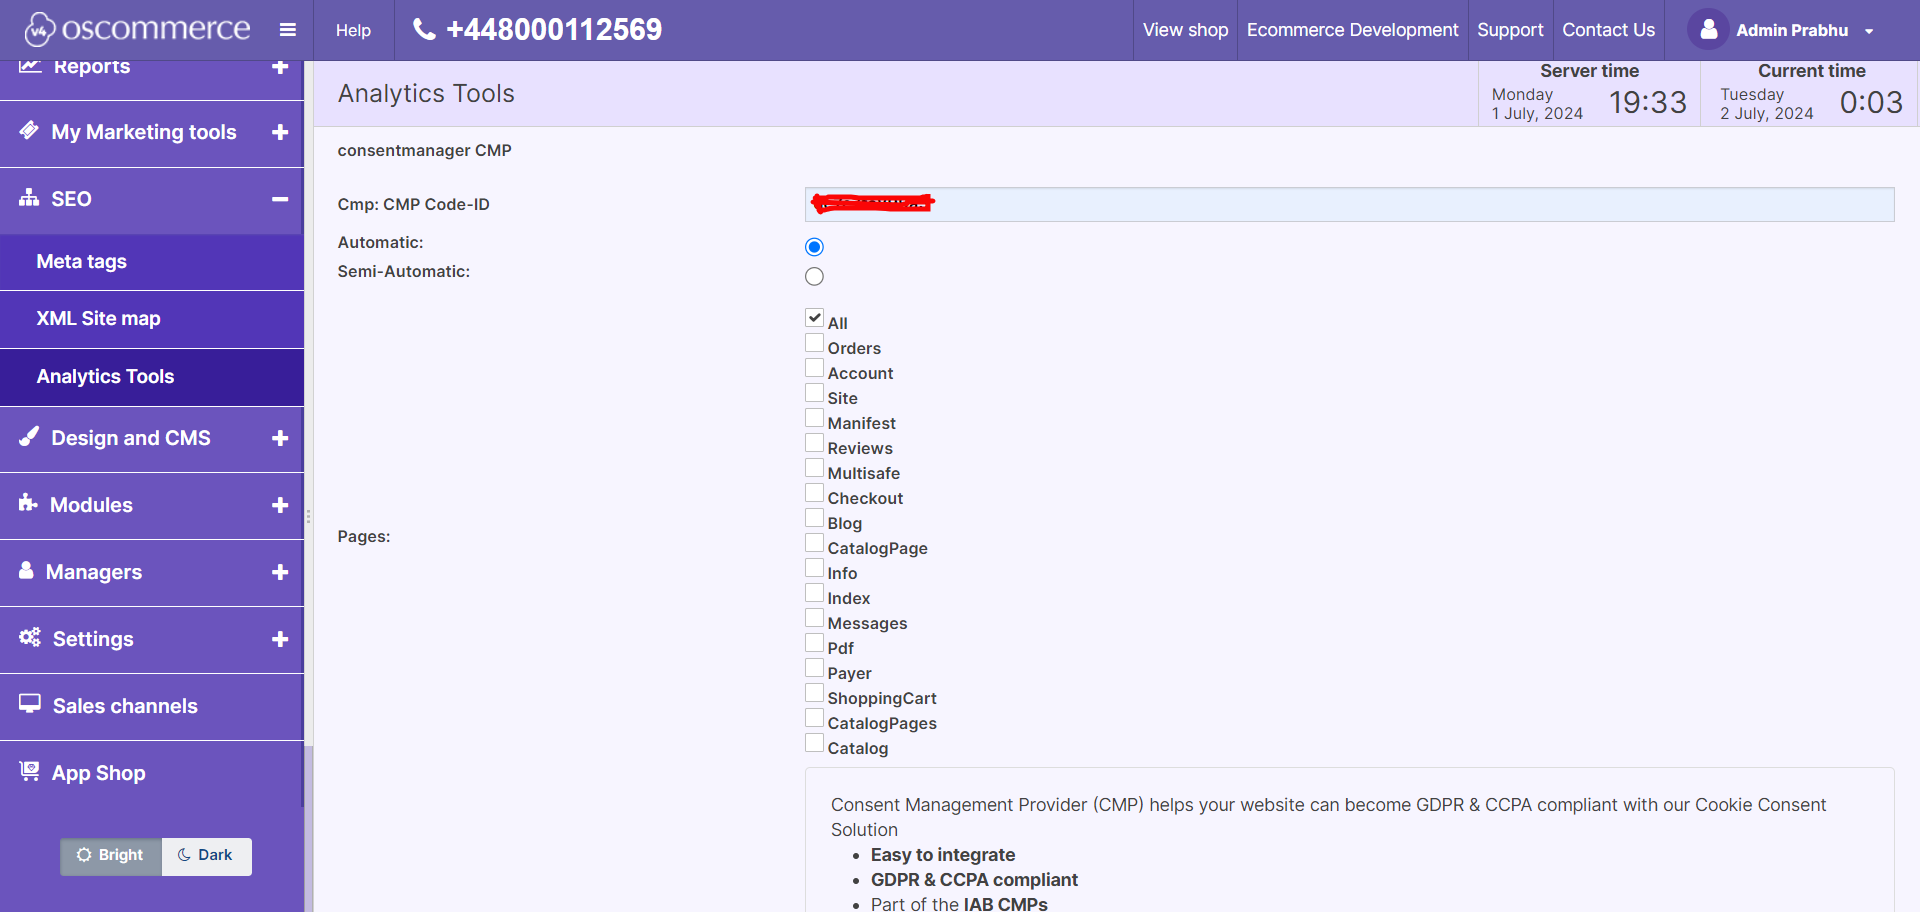 v4 oscommerce
Help
+448000112569
View shop
Ecommerce Development
Support
Contact Us
Admin Prabhu
Reports
My Marketing tools
SEO
Meta tags
XML Site map
Analytics Tools
Design and CMS
Modules
Managers
Settings
Sales channels
App Shop
Bright
Dark
Analytics Tools
Server time
Monday
1 July, 2024
19:33
Current time
Tuesday
2 July, 2024
0:03
consentmanager CMP
Cmp: CMP Code-ID
Automatic:
Semi-Automatic:
Pages:
All
Orders
Account
Site
Manifest
Reviews
Multisafe
Checkout
Blog
CatalogPage
Info
Index
Messages
Pdf
Payer
ShoppingCart
CatalogPages
Catalog
Consent Management Provider (CMP) helps your website can become GDPR & CCPA compliant with our Cookie Consent
Solution
• Easy to integrate
• GDPR & CCPA compliant
• Part of the IAB CMPs